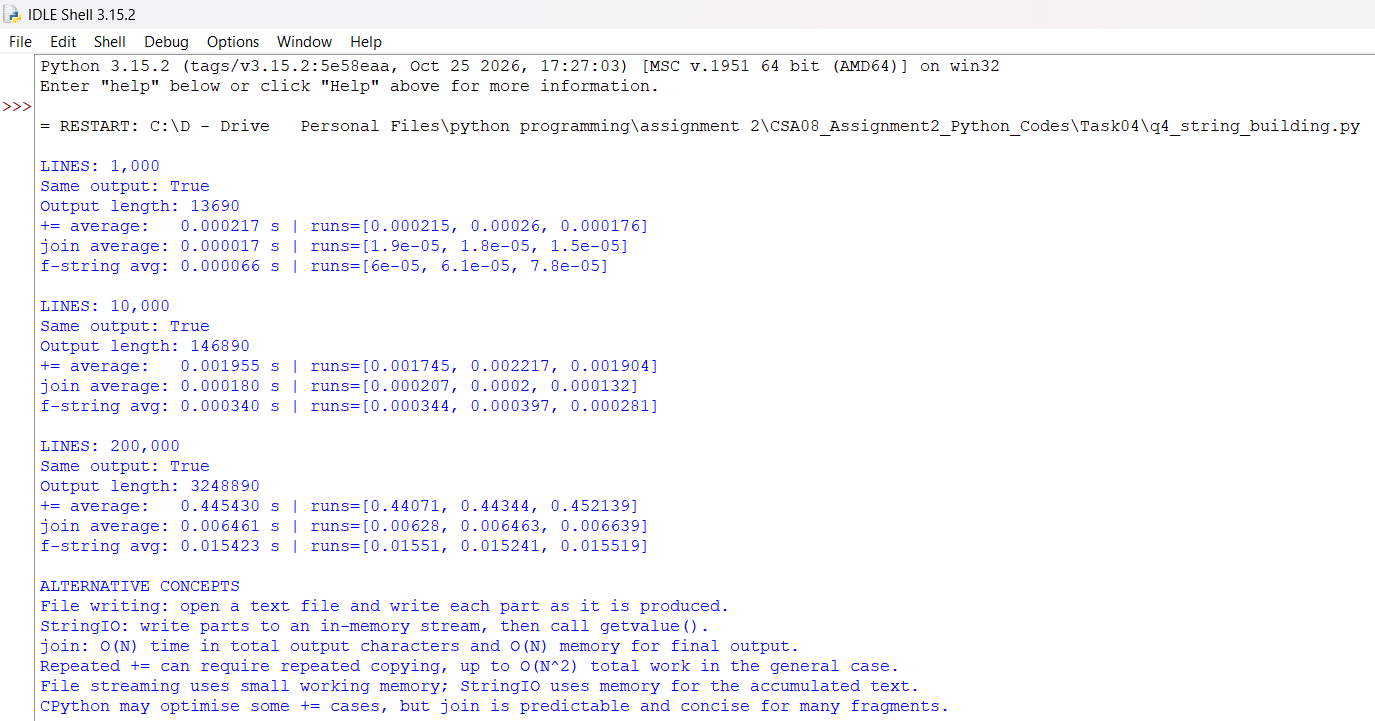 IDLE Shell 3.15.2
File Edit Shell Debug Options Window Help
Python 3.15.2 (tags/v3.15.2:5e58eaa, Oct 25 2026, 17:27:03) [MSC v.1951 64 bit (AMD64)] on win32
Enter "help" below or click "Help" above for more information.
>>>
= RESTART: C:\D - Drive   Personal Files\python programming\assignment 2\CSA08_Assignment2_Python_Codes\Task04\q4_string_building.py
LINES: 1,000
Same output: True
Output length: 13690
+= average:   0.000217 s | runs=[0.000215, 0.00026, 0.000176]
join average: 0.000017 s | runs=[1.9e-05, 1.8e-05, 1.5e-05]
f-string avg: 0.000066 s | runs=[6e-05, 6.1e-05, 7.8e-05]
LINES: 10,000
Same output: True
Output length: 146890
+= average:   0.001955 s | runs=[0.001745, 0.002217, 0.001904]
join average: 0.000180 s | runs=[0.000207, 0.0002, 0.000132]
f-string avg: 0.000340 s | runs=[0.000344, 0.000397, 0.000281]
LINES: 200,000
Same output: True
Output length: 3248890
+= average:   0.445430 s | runs=[0.44071, 0.44344, 0.452139]
join average: 0.006461 s | runs=[0.00628, 0.006463, 0.006639]
f-string avg: 0.015423 s | runs=[0.01551, 0.015241, 0.015519]
ALTERNATIVE CONCEPTS
File writing: open a text file and write each part as it is produced.
StringIO: write parts to an in-memory stream, then call getvalue().
join: O(N) time in total output characters and O(N) memory for final output.
Repeated += can require repeated copying, up to O(N^2) total work in the general case.
File streaming uses small working memory; StringIO uses memory for the accumulated text.
CPython may optimise some += cases, but join is predictable and concise for many fragments.